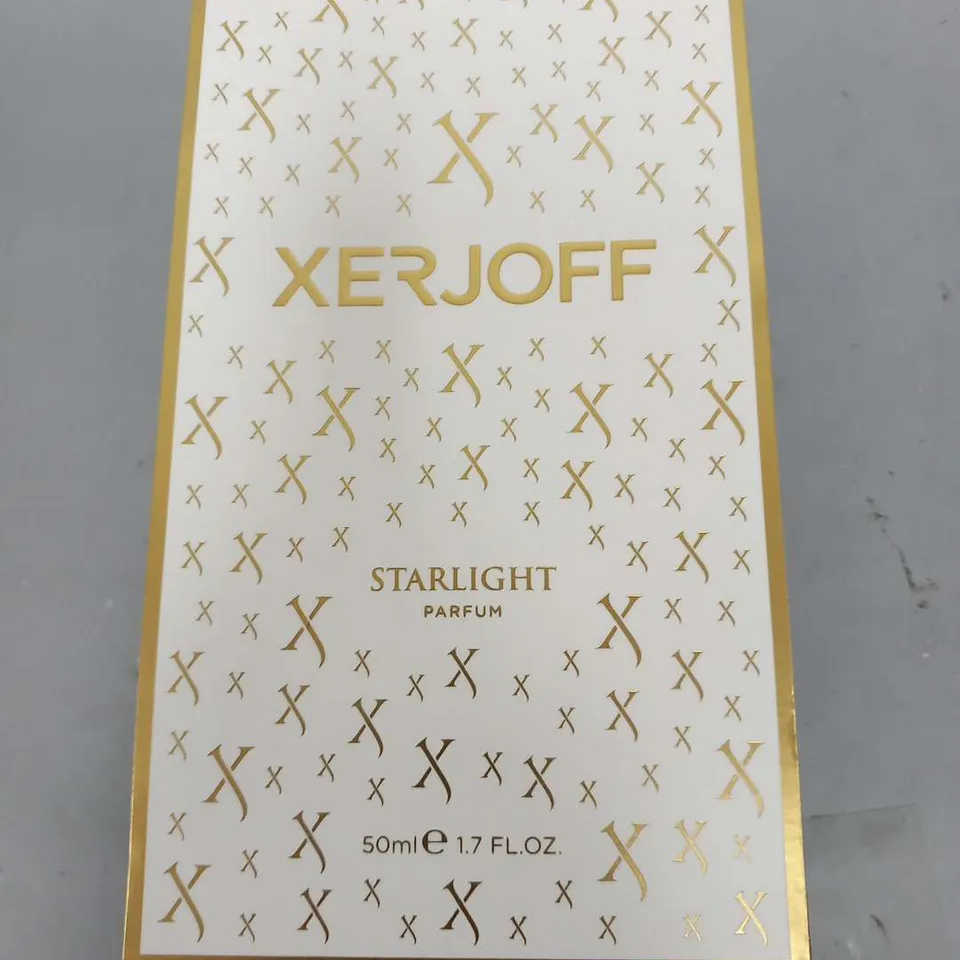 XERJOFF
STARLIGHT
PARFUM
50ml e 1.7 FL.OZ.